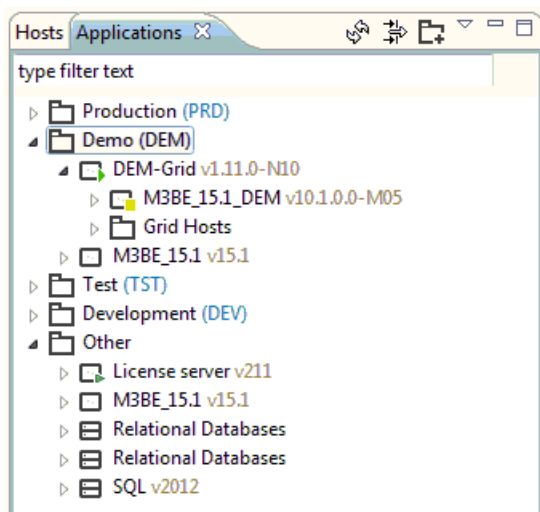 Hosts Applications
type filter text
Production (PRD)
Demo (DEM)
DEM-Grid v1.11.0-N10
M3BE_15.1_DEM v10.1.0.0-M05
Grid Hosts
M3BE_15.1 v15.1
Test (TST)
Development (DEV)
Other
License server v211
M3BE_15.1 v15.1
Relational Databases
Relational Databases
SQL v2012